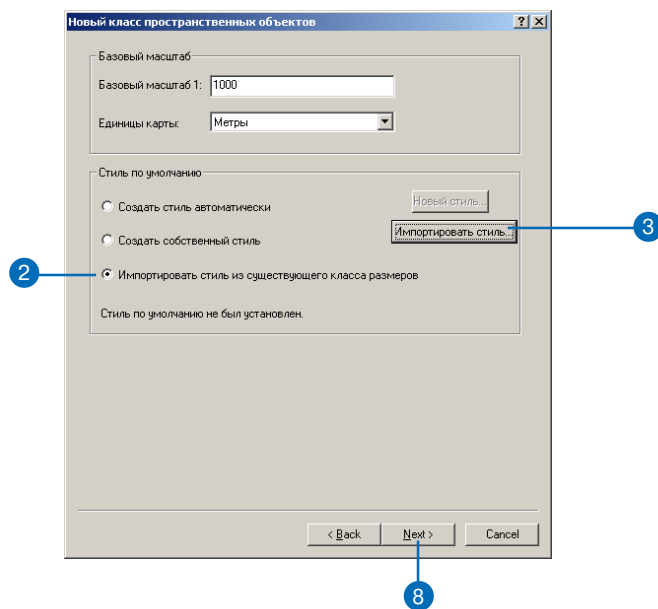 Новый класс пространственных объектов
Базовый масштаб
Базовый масштаб 1: 1000
Единицы карты: Метры
Стиль по умолчанию
Создать стиль автоматически
Новый стиль...
Создать собственный стиль
Импортировать стиль...
3
2
Импортировать стиль из существующего класса размеров
Стиль по умолчанию не был установлен.
< Back
Next >
Cancel
8